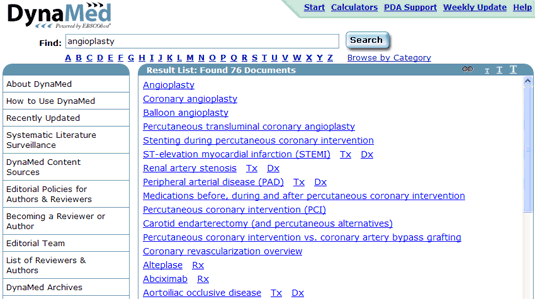 DynaMed
Powered by EBSCOhost
Start Calculators PDA Support Weekly Update Help
Find: angioplasty Search
A B C D E F G H I J K L M N O P Q R S T U V W X Y Z Browse by Category
Result List: Found 76 Documents T T T
About DynaMed
How to Use DynaMed
Recently Updated
Systematic Literature
Surveillance
DynaMed Content
Sources
Editorial Policies for
Authors & Reviewers
Becoming a Reviewer or
Author
Editorial Team
List of Reviewers &
Authors
DynaMed Archives
Angioplasty
Coronary angioplasty
Balloon angioplasty
Percutaneous transluminal coronary angioplasty
Stenting during percutaneous coronary intervention
ST-elevation myocardial infarction (STEMI) Tx Dx
Renal artery stenosis Tx Dx
Peripheral arterial disease (PAD) Tx Dx
Medications before, during and after percutaneous coronary intervention
Percutaneous coronary intervention (PCI)
Carotid endarterectomy (and percutaneous alternatives)
Percutaneous coronary intervention vs. coronary artery bypass grafting
Coronary revascularization overview
Alteplase Rx
Abciximab Rx
Aortoiliac occlusive disease Tx Dx